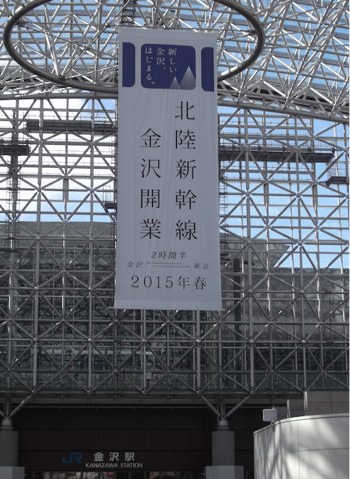 新しい
金沢、
はじまる。
北陸新幹線
金沢開業
2時間半
金沢 東京
2015年春
JR 金沢駅
KANAZAWA STATION